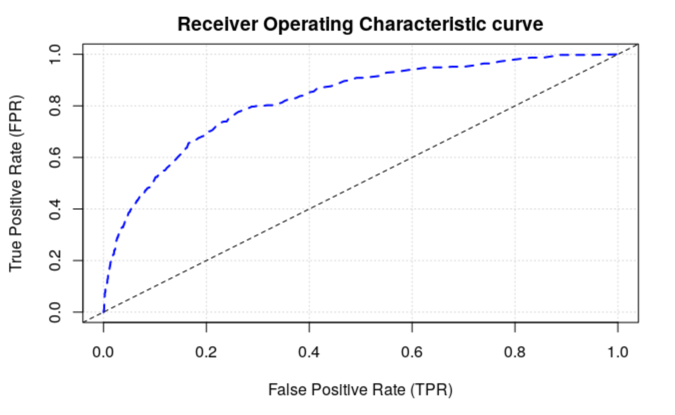 Receiver Operating Characteristic curve
True Positive Rate (FPR)
1.0
0.8
0.6
0.4
0.2
0.0
0.0 0.2 0.4 0.6 0.8 1.0
False Positive Rate (TPR)